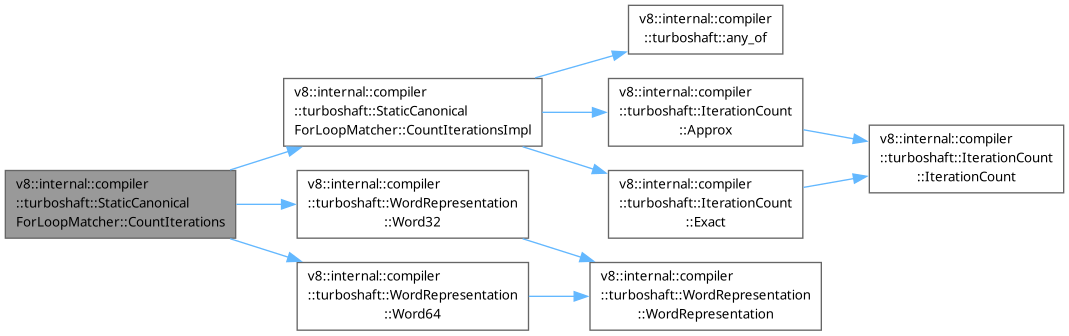 v8::internal::compiler
::turboshaft::StaticCanonical
ForLoopMatcher::CountIterations
v8::internal::compiler
::turboshaft::StaticCanonical
ForLoopMatcher::CountIterationsImpl
v8::internal::compiler
::turboshaft::any_of
v8::internal::compiler
::turboshaft::IterationCount
::Approx
v8::internal::compiler
::turboshaft::IterationCount
::IterationCount
v8::internal::compiler
::turboshaft::IterationCount
::Exact
v8::internal::compiler
::turboshaft::WordRepresentation
::Word32
v8::internal::compiler
::turboshaft::WordRepresentation
::WordRepresentation
v8::internal::compiler
::turboshaft::WordRepresentation
::Word64